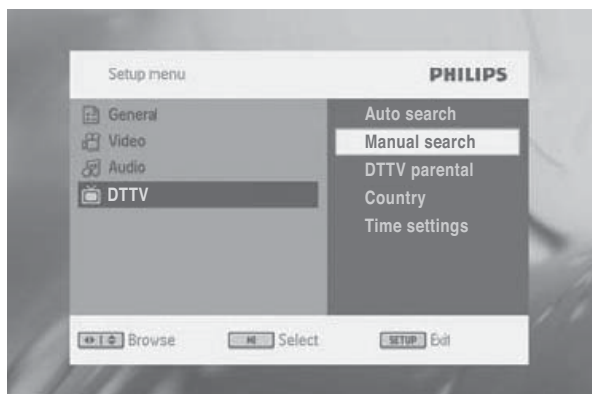 Setup menu
PHILIPS
General
Video
Audio
DTTV
Auto search
Manual search
DTTV parental
Country
Time settings
Browse
Select
SETUP Exit